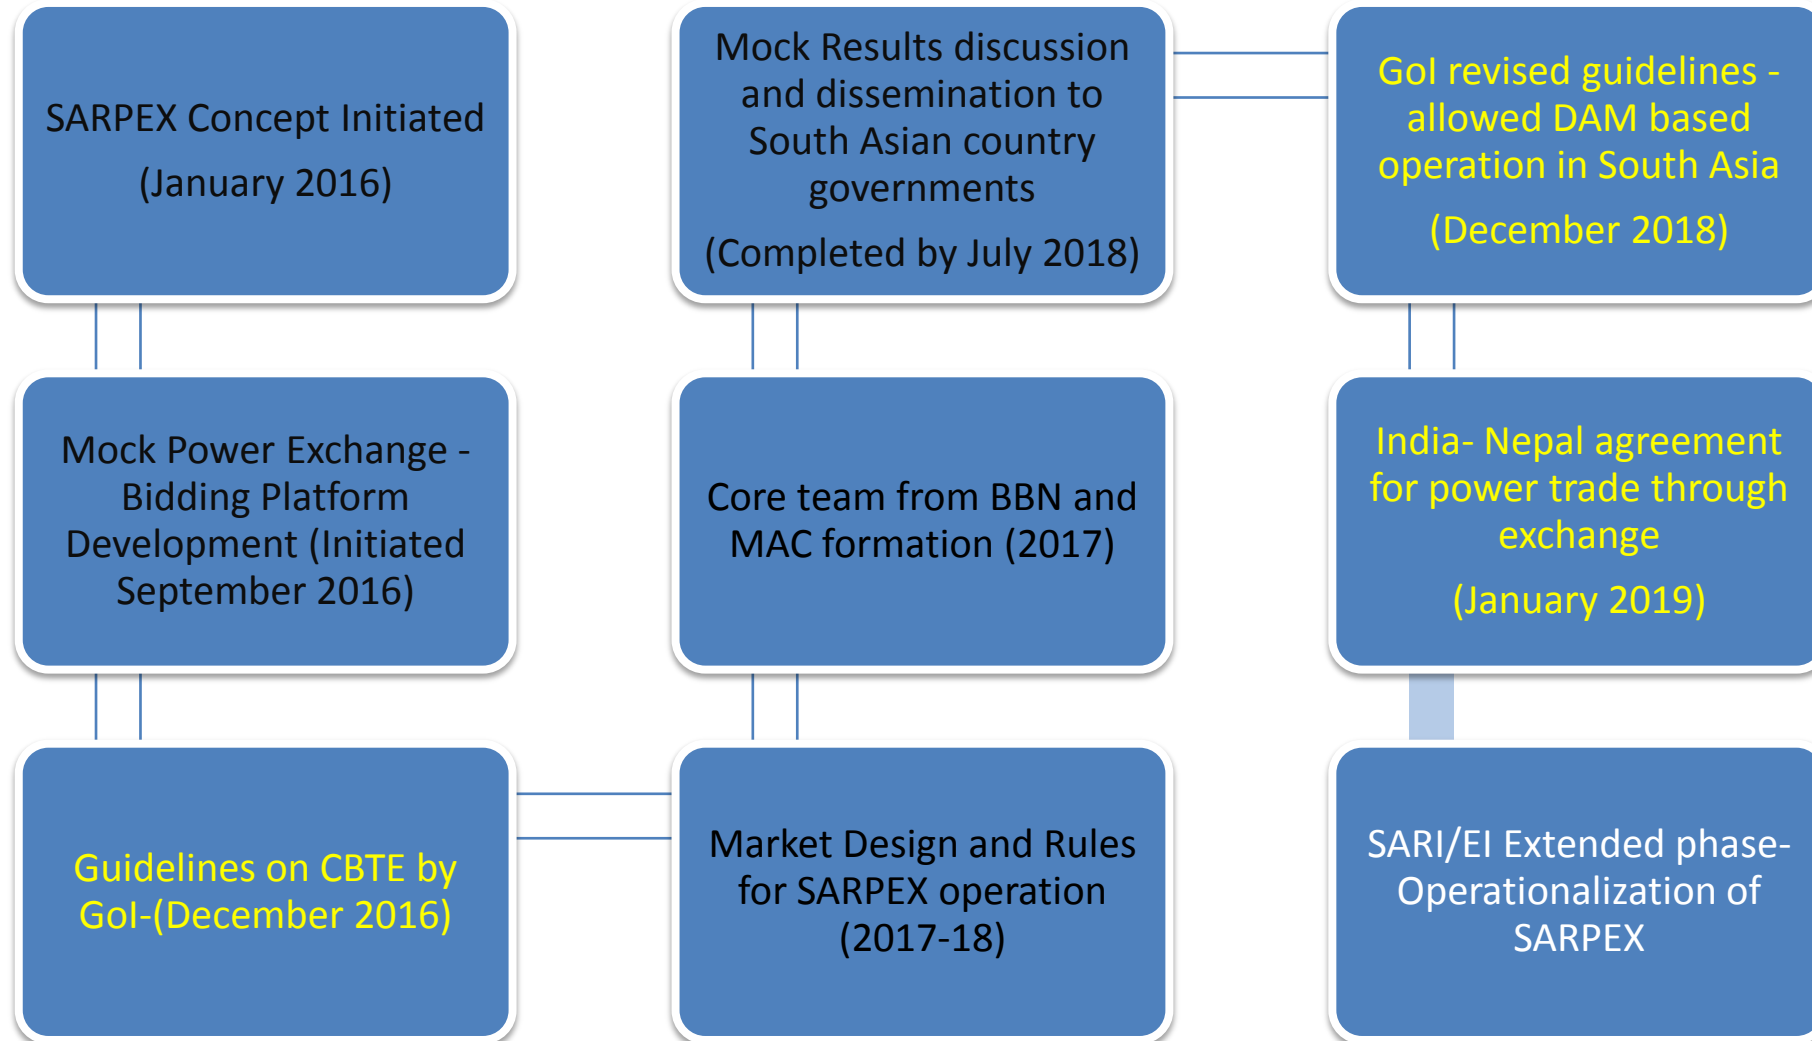 SARPEX Concept Initiated
(January 2016)
Mock Power Exchange -
Bidding Platform
Development (Initiated
September 2016)
Guidelines on CBTE by
GoI-(December 2016)
Market Design and Rules
for SARPEX operation
(2017-18)
Core team from BBN and
MAC formation (2017)
Mock Results discussion
and dissemination to
South Asian country
governments
(Completed by July 2018)
GoI revised guidelines -
allowed DAM based
operation in South Asia
(December 2018)
India- Nepal agreement
for power trade through
exchange
(January 2019)
SARI/EI Extended phase-
Operationalization of
SARPEX